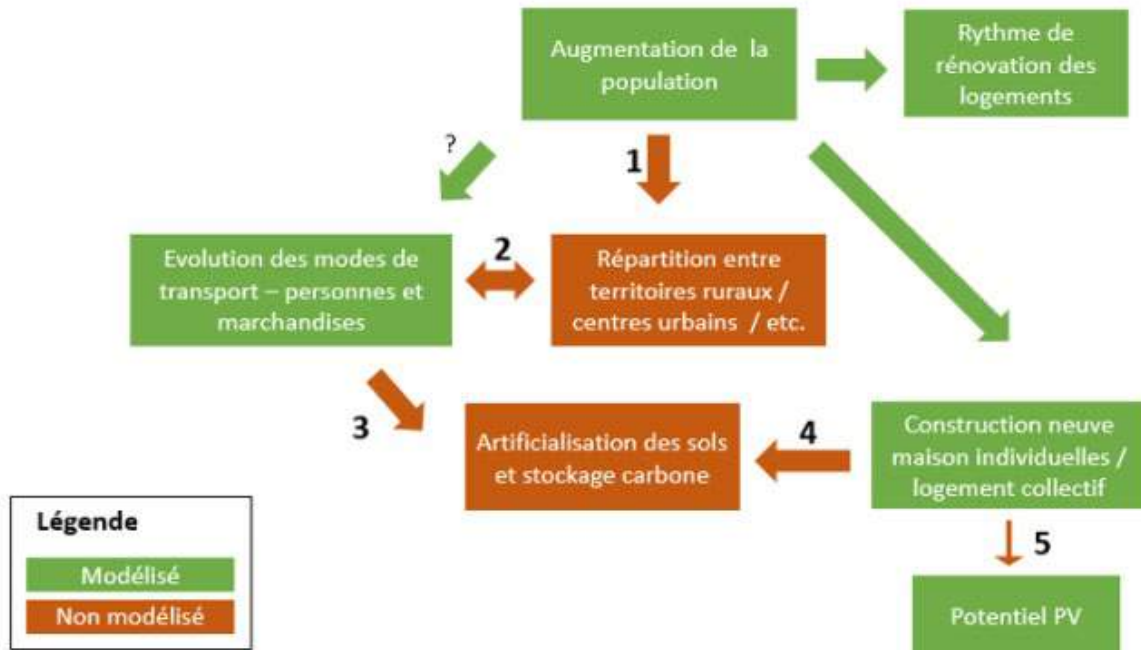 Augmentation de la
population
Rythme de
rénovation des
logements
?
1
Evolution des modes de
transport – personnes et
marchandises
2
Répartition entre
territoires ruraux /
centres urbains / etc.
3
Artificialisation des sols
et stockage carbone
4
Construction neuve
maison individuelles /
logement collectif
5
Potentiel PV
Légende
Modélisé
Non modélisé